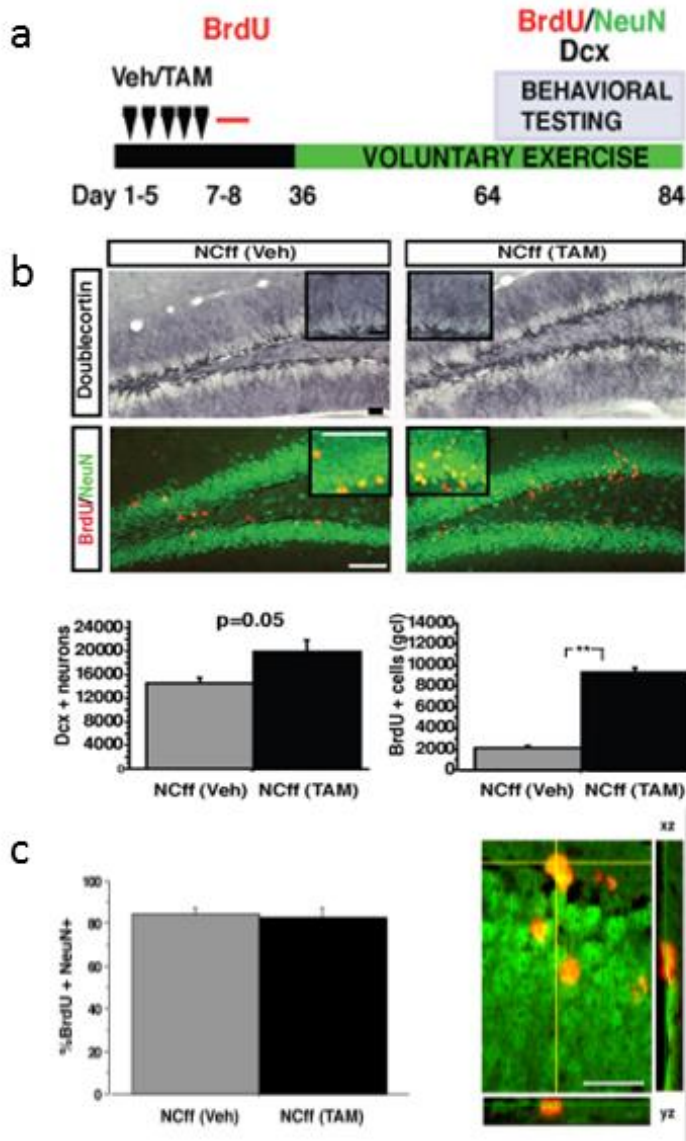 a
BrdU
BrdU/NeuN
Dcx
Veh/TAM
BEHAVIORAL
TESTING
VOLUNTARY EXERCISE
Day 1-5 7-8 36 64 84
b
NCff (Veh) NCff (TAM)
Doublecortin
BrdU/NeuN
Dcx + neurons
24000
20000
16000
12000
8000
4000
0
p=0.05
NCff (Veh) NCff (TAM)
BrdU + cells (gcl)
14000
12000
10000
8000
6000
4000
2000
0
**
NCff (Veh) NCff (TAM)
c
%BrdU + NeuN+
100
80
60
40
20
0
NCff (Veh) NCff (TAM)
xz
yz